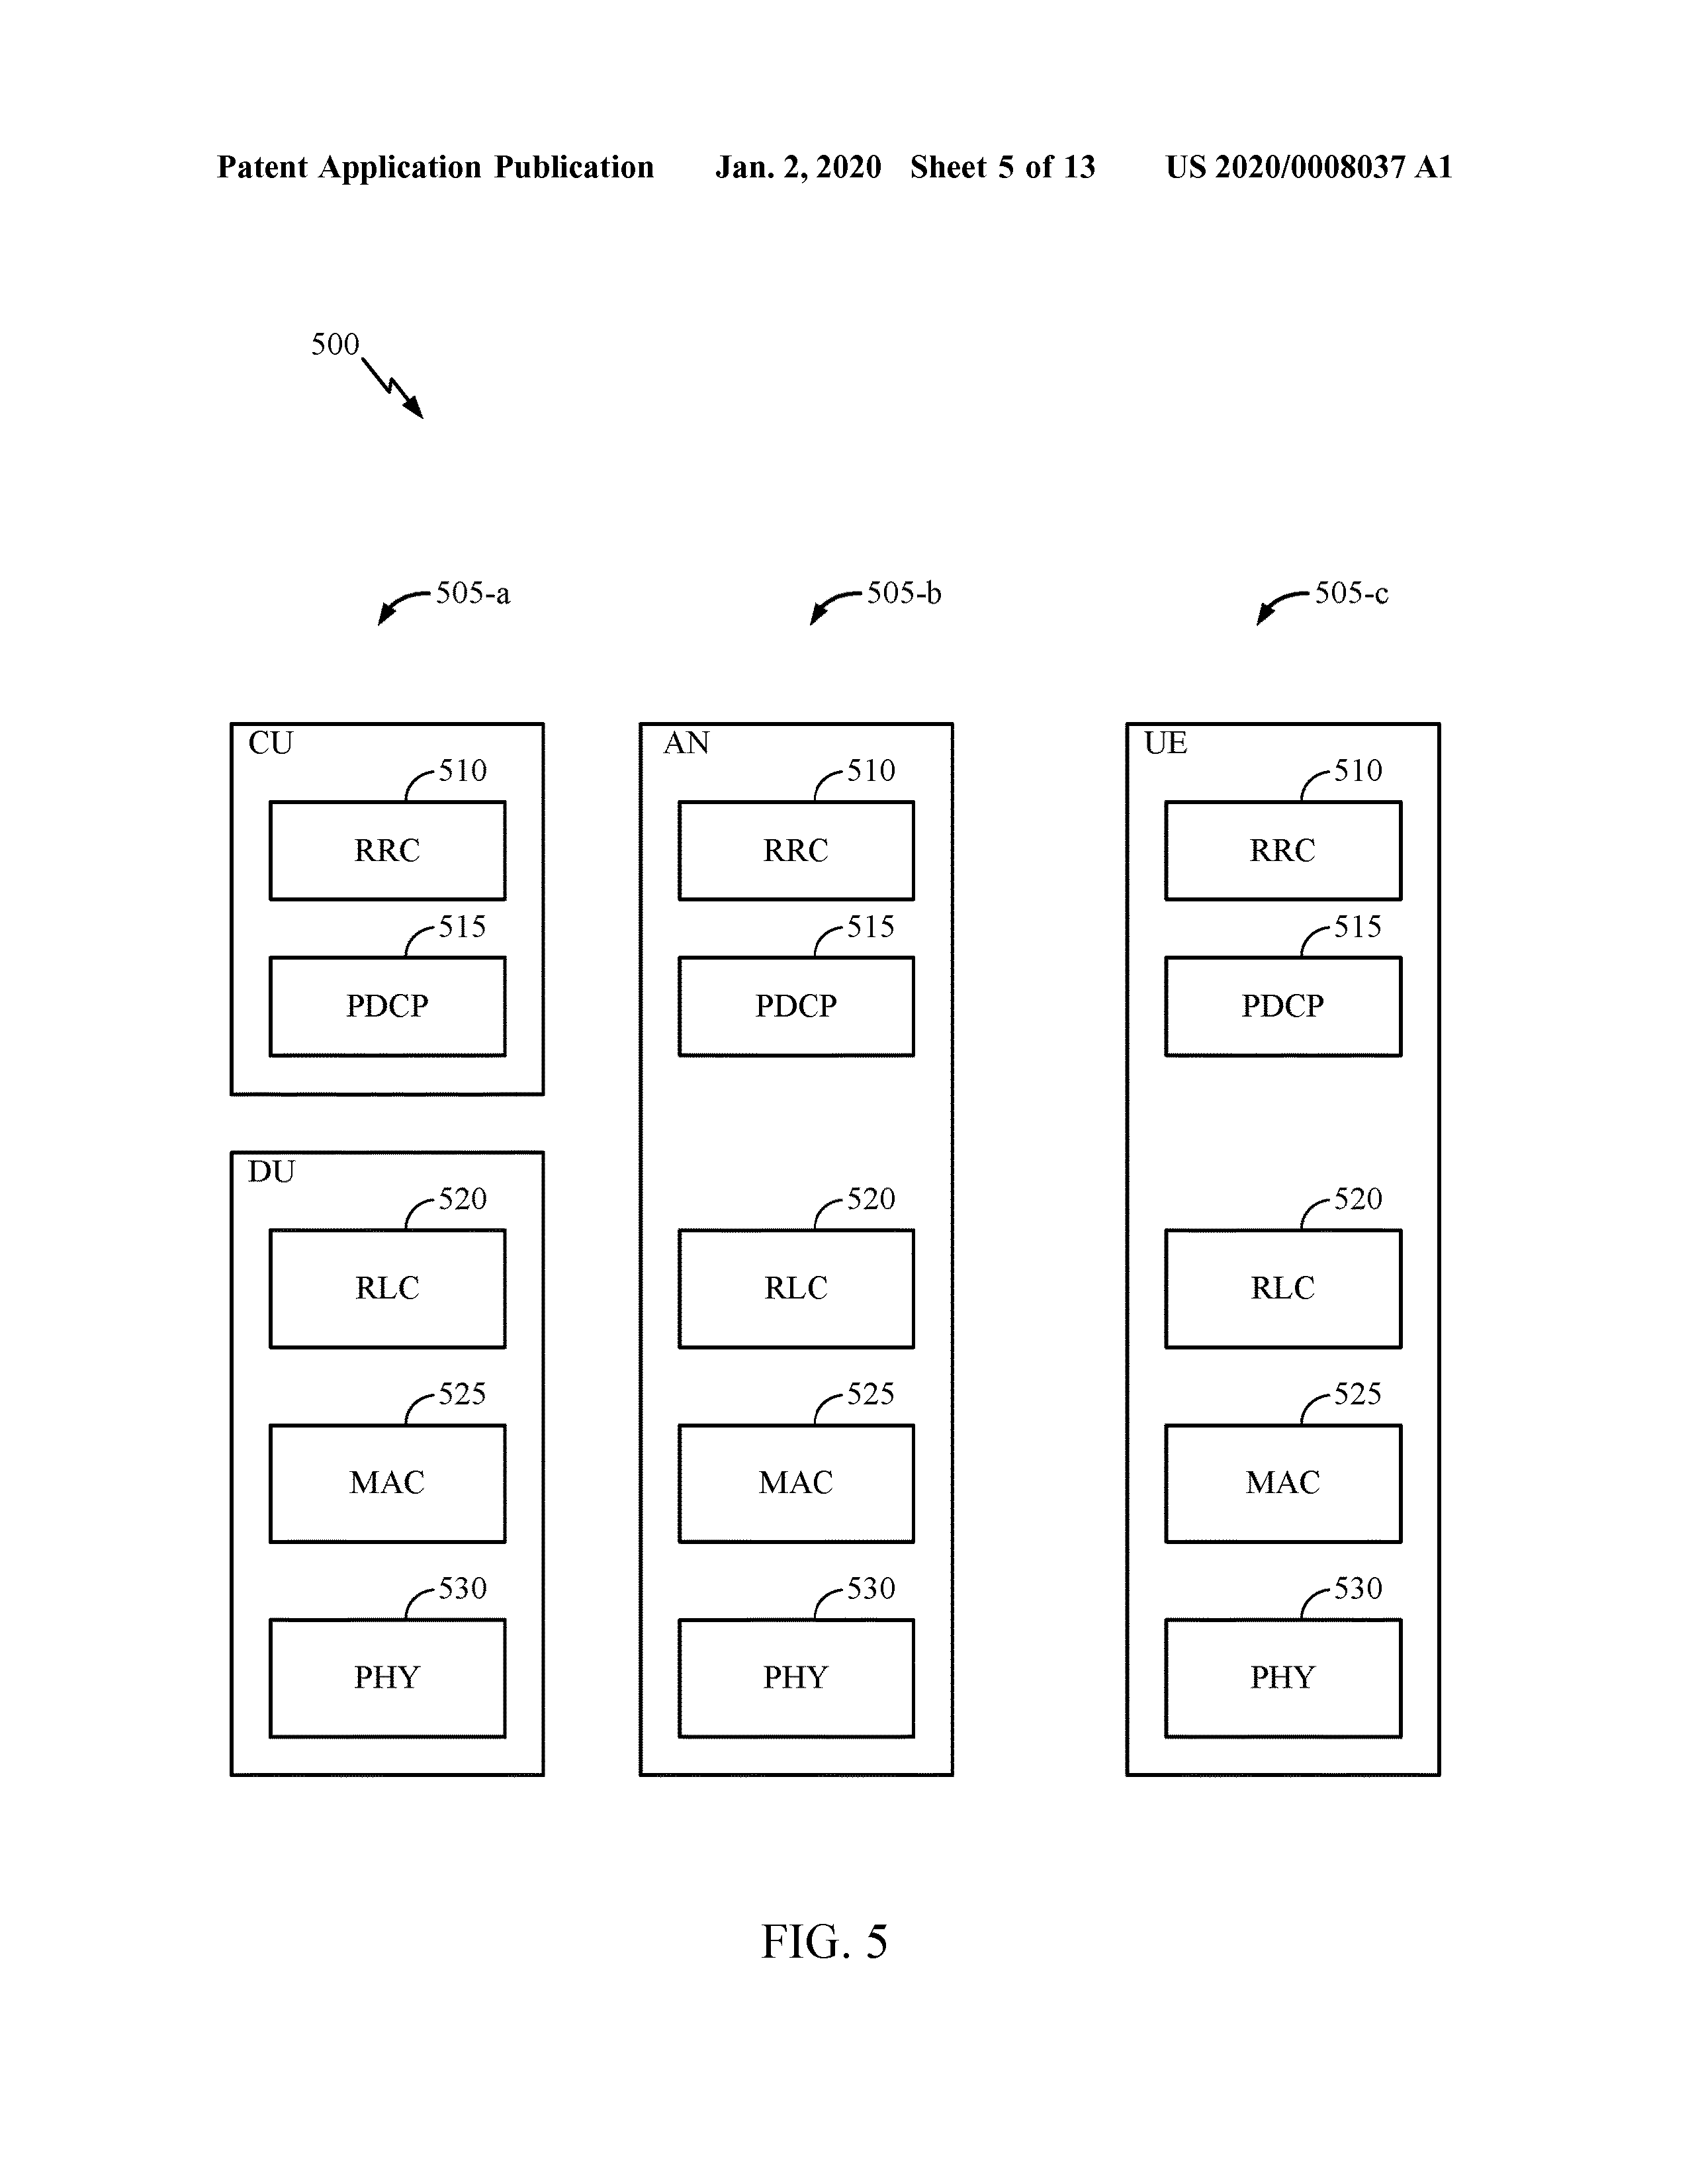 Patent Application Publication Jan. 2, 2020 Sheet 5 of 13 US 2020/0008037 A1
500
505-a 505-b 505-c
CU AN UE
510 510 510
RRC RRC RRC
515 515 515
PDCP PDCP PDCP
DU
520 520 520
RLC RLC RLC
525 525 525
MAC MAC MAC
530 530 530
PHY PHY PHY
FIG. 5